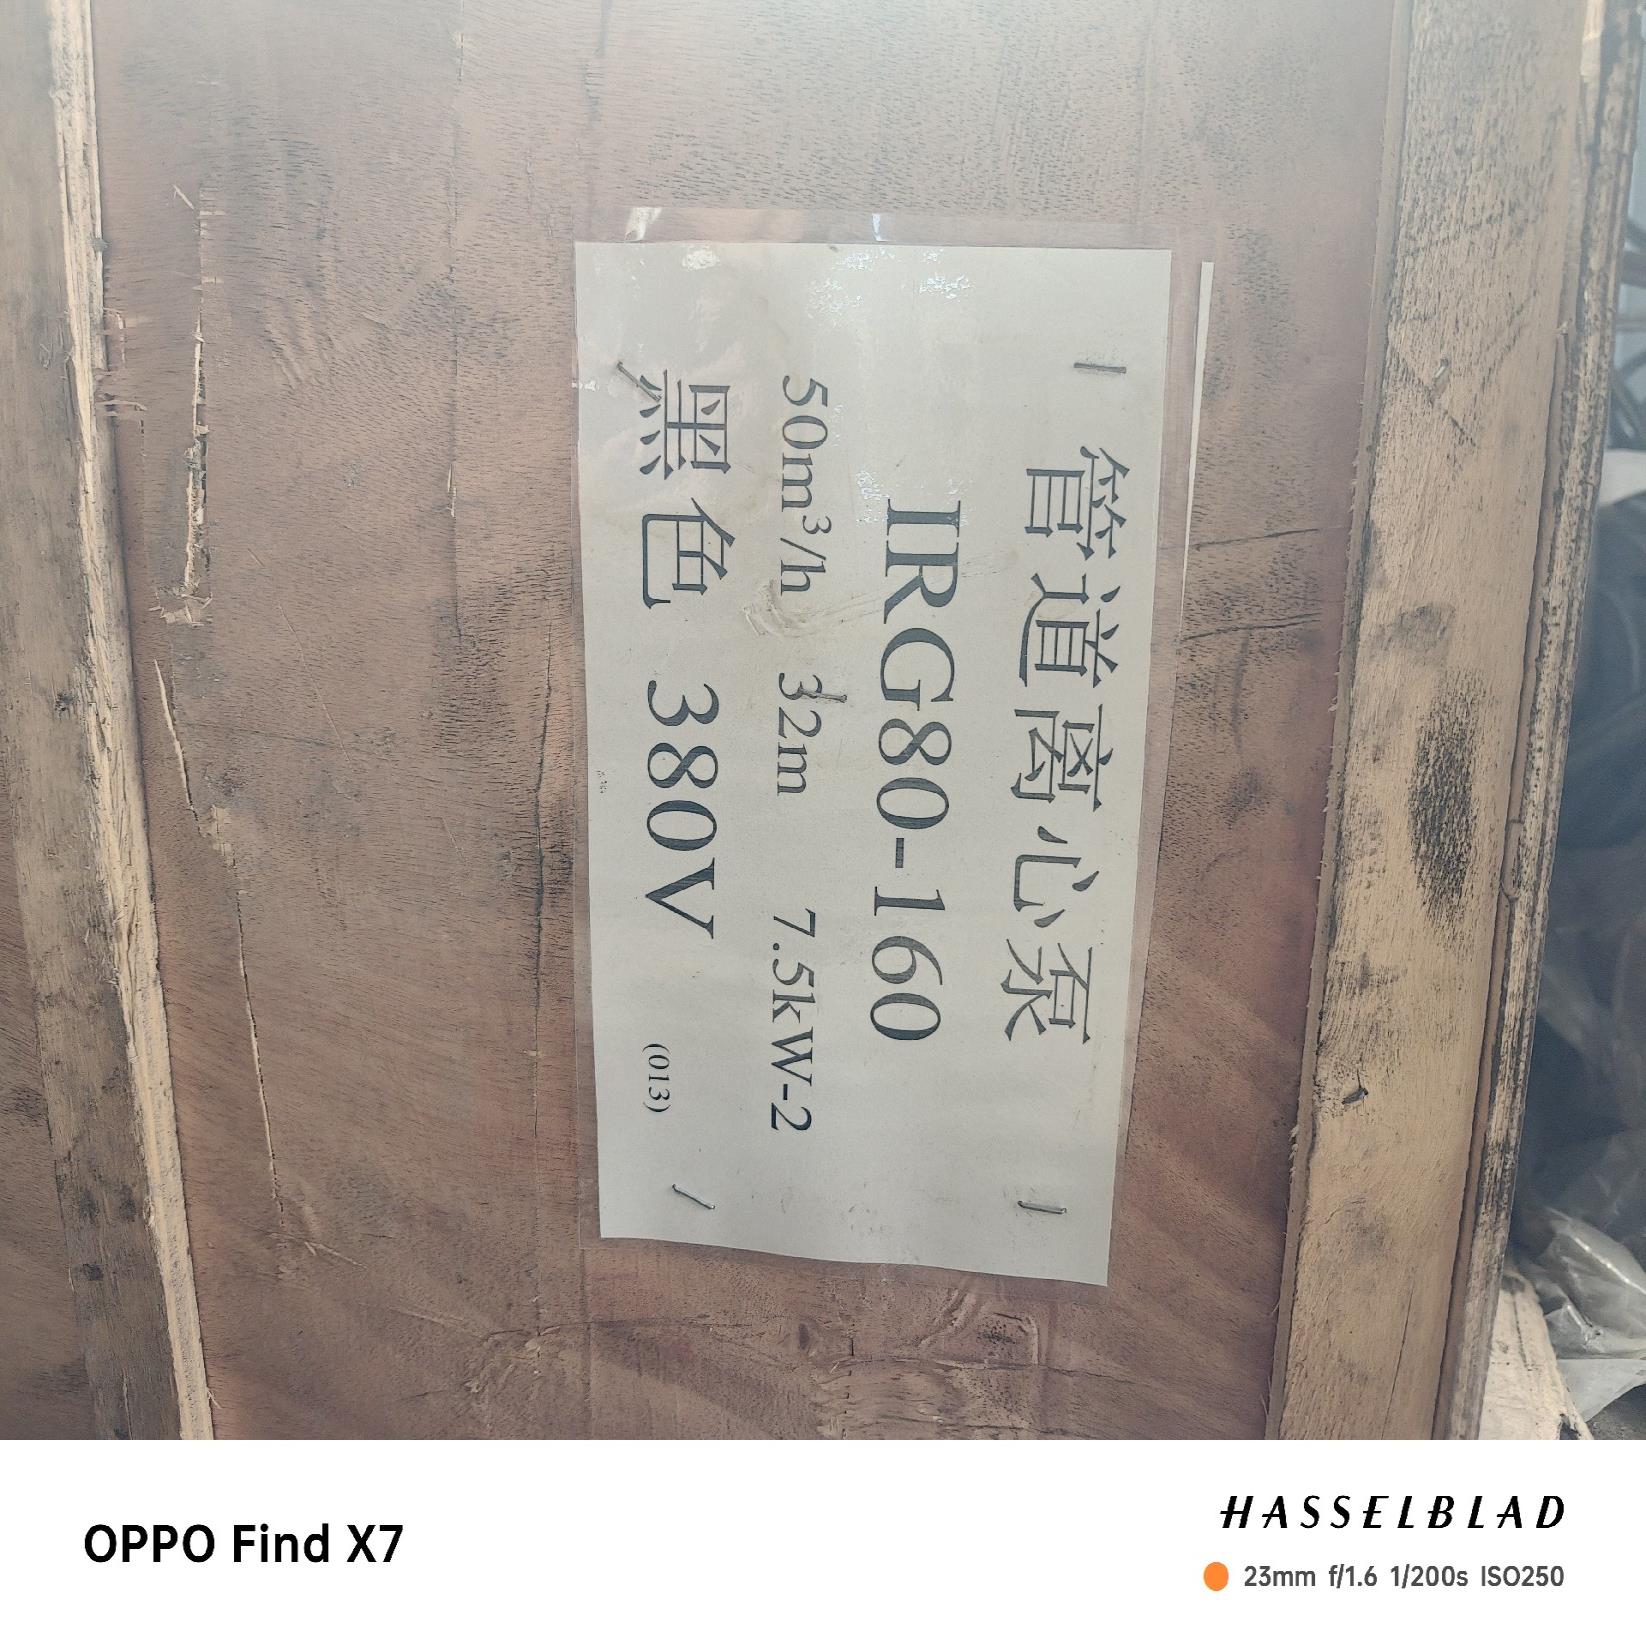 管道离心泵
IRG80-160
50m³/h 32m 7.5kW-2
黑色 380V (013)
OPPO Find X7
HASSELBLAD
23mm f/1.6 1/200s ISO250